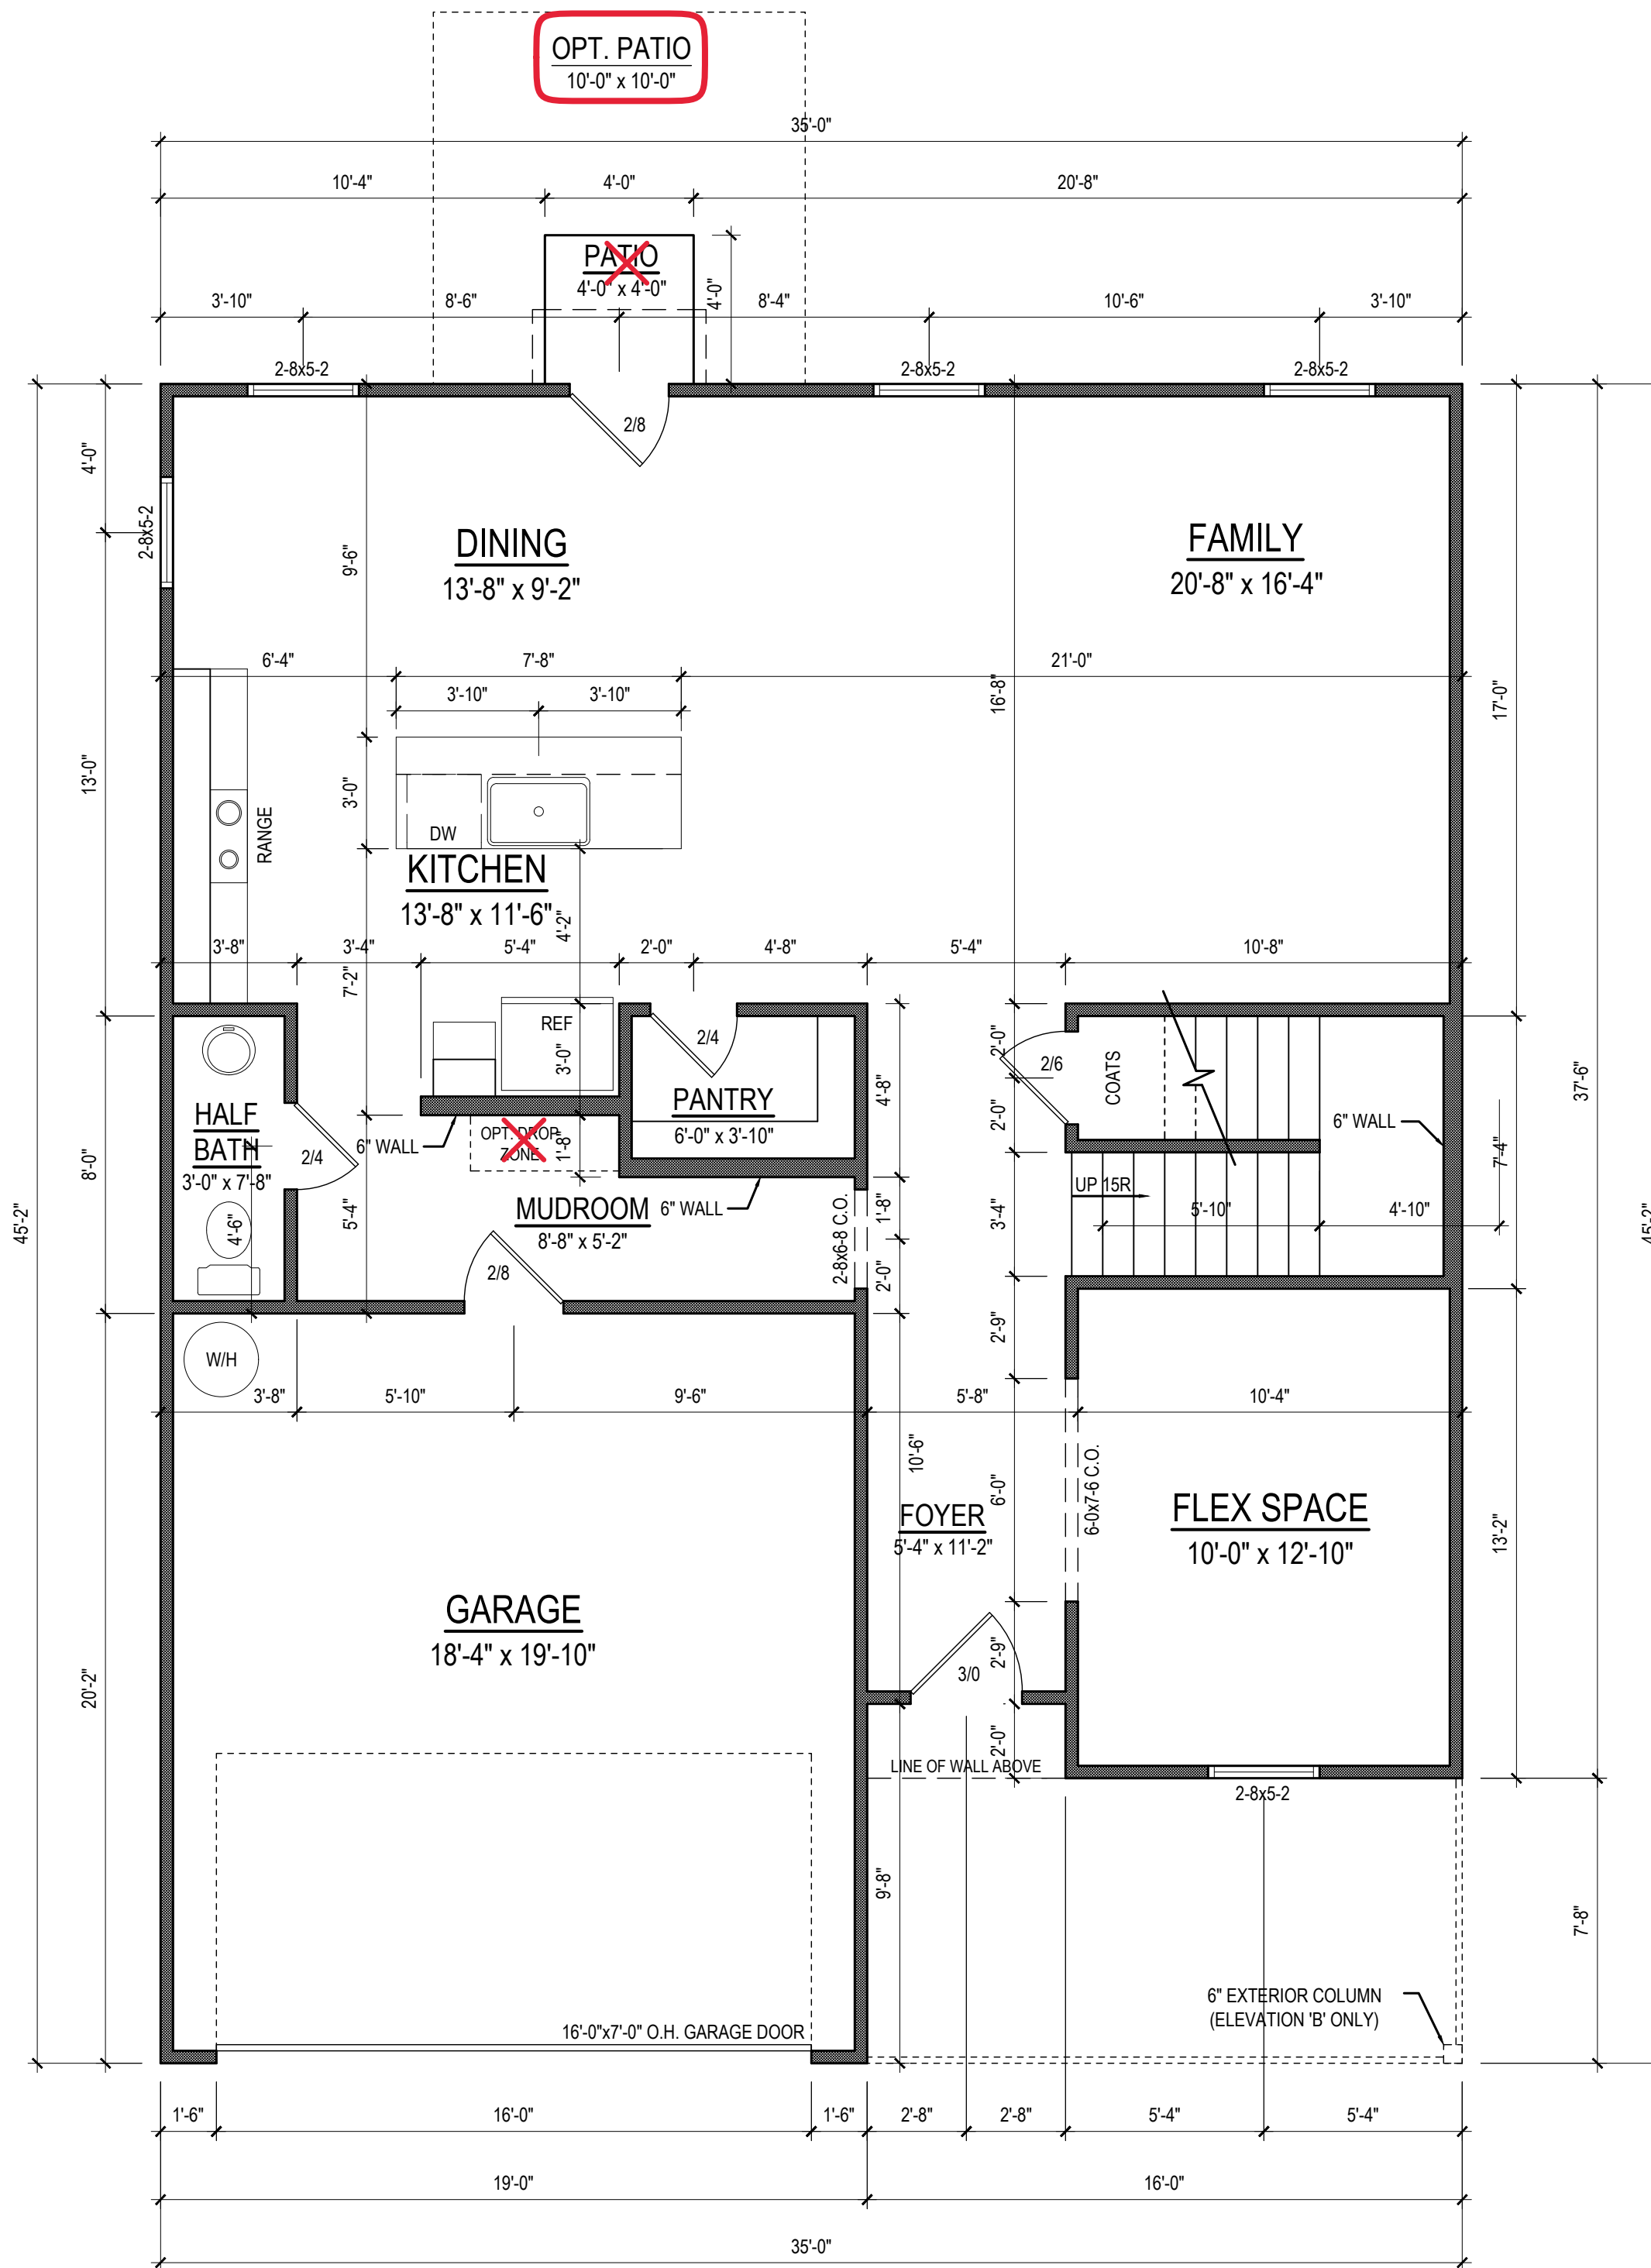 OPT. PATIO
10'-0" x 10'-0"
35'-0"
10'-4" 4'-0" 20'-8"
PATIO
4'-0" x 4'-0"
4'-0"
3'-10" 8'-6" 8'-4" 10'-6" 3'-10"
2-8x5-2 2-8x5-2 2-8x5-2
2/8
4'-0"
2-8x5-2
9'-6"
DINING
13'-8" x 9'-2"
FAMILY
20'-8" x 16'-4"
6'-4" 7'-8" 21'-0"
3'-10" 3'-10"
16'-8"
17'-0"
13'-0"
3'-0"
RANGE
DW
KITCHEN
13'-8" x 11'-6"
4'-2"
3'-8" 3'-4" 5'-4" 2'-0" 4'-8" 5'-4" 10'-8"
7'-2"
REF
3'-0"
2/4
2'-0"
2/6
COATS
4'-8"
37'-6"
HALF
BATH
3'-0" x 7'-8"
2/4
6" WALL
OPT. DROP
ZONE
1'-8"
PANTRY
6'-0" x 3'-10"
2'-0"
6" WALL
7'-4"
8'-0"
45'-2"
4'-6"
5'-4"
MUDROOM
8'-8" x 5'-2"
6" WALL
2-8x6-8 C.O.
1'-8"
2'-0"
3'-4"
UP 15R
5'-10" 4'-10"
45'-2"
2/8
W/H
2'-9"
3'-8" 5'-10" 9'-6" 5'-8" 10'-4"
10'-6"
6'-0"
6-0x7-6 C.O.
FOYER
5'-4" x 11'-2"
FLEX SPACE
10'-0" x 12'-10"
13'-2"
GARAGE
18'-4" x 19'-10"
20'-2"
2'-9"
3/0
2'-0"
LINE OF WALL ABOVE
2-8x5-2
9'-8"
7'-8"
6" EXTERIOR COLUMN
(ELEVATION 'B' ONLY)
16'-0"x7'-0" O.H. GARAGE DOOR
1'-6" 16'-0" 1'-6" 2'-8" 2'-8" 5'-4" 5'-4"
19'-0" 16'-0"
35'-0"